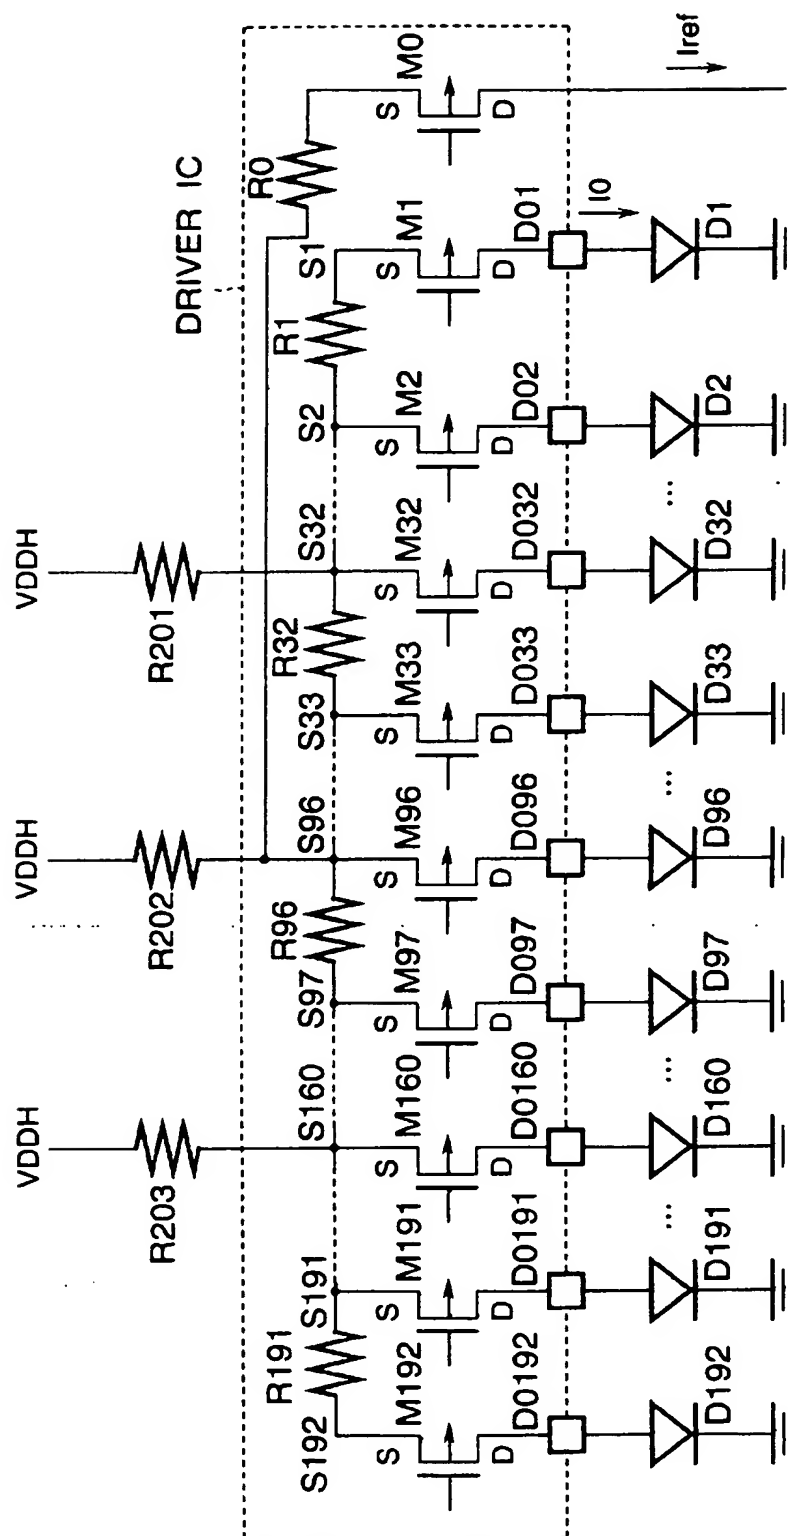 VDDH VDDH VDDH
R203 R202 R201
DRIVER IC
R191 R96 R32 R1 R0
S192 S191 S160 S97 S96 S33 S32 S2 S1
S S S S S S S S S S
M192 M191 M160 M97 M96 M33 M32 M2 M1 M0
D D D D D D D D D D
D0192 D0191 D0160 D097 D096 D033 D032 D02 D01
I0 Iref
... ... ... ...
D192 D191 D160 D97 D96 D33 D32 D2 D1